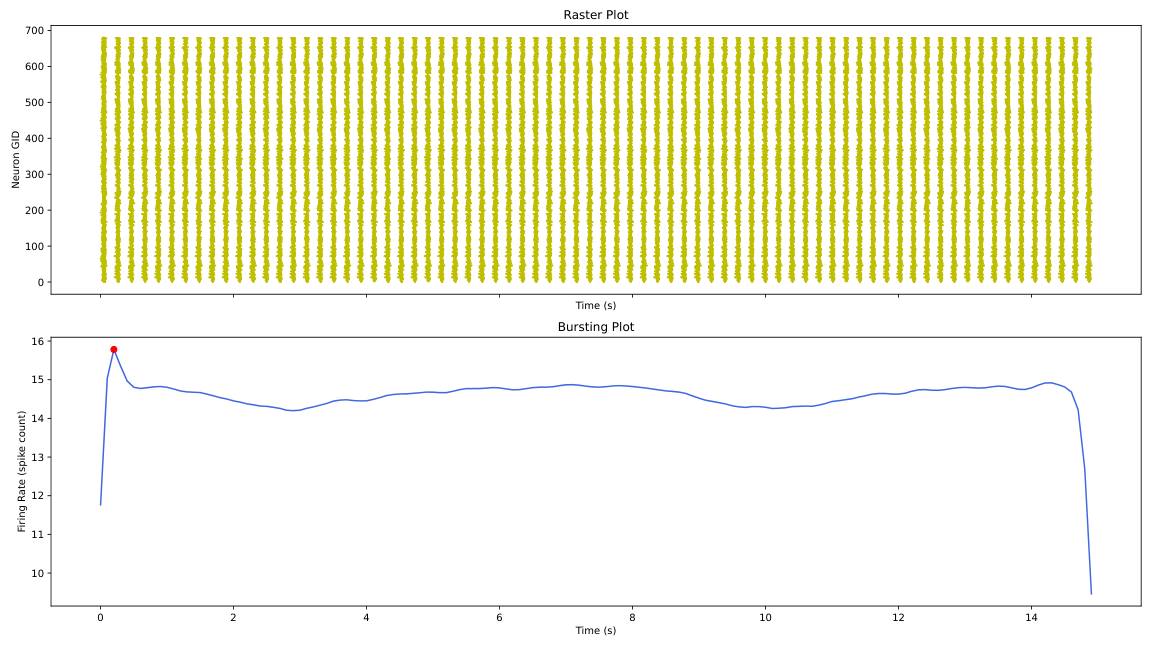 Raster Plot
700
600
500
400
300
200
100
0
Neuron GID
Time (s)
Bursting Plot
16
15
14
13
12
11
10
Firing Rate (spike count)
0 2 4 6 8 10 12 14
Time (s)